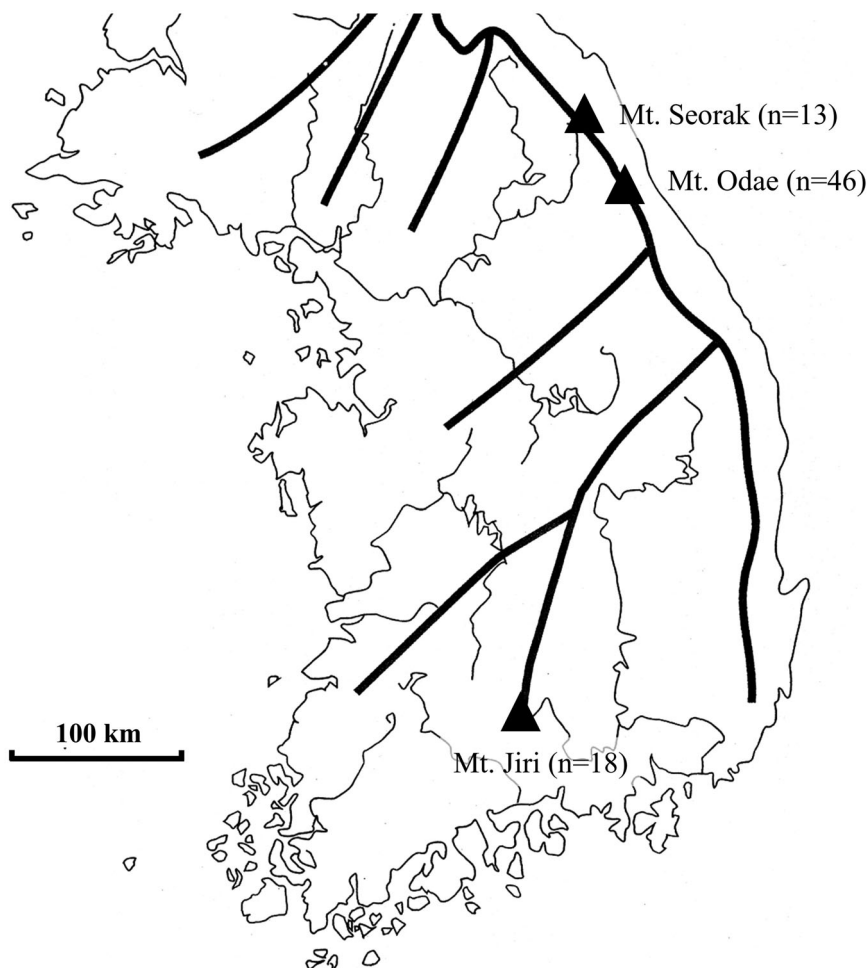 Mt. Seorak (n=13)
Mt. Odae (n=46)
100 km
Mt. Jiri (n=18)